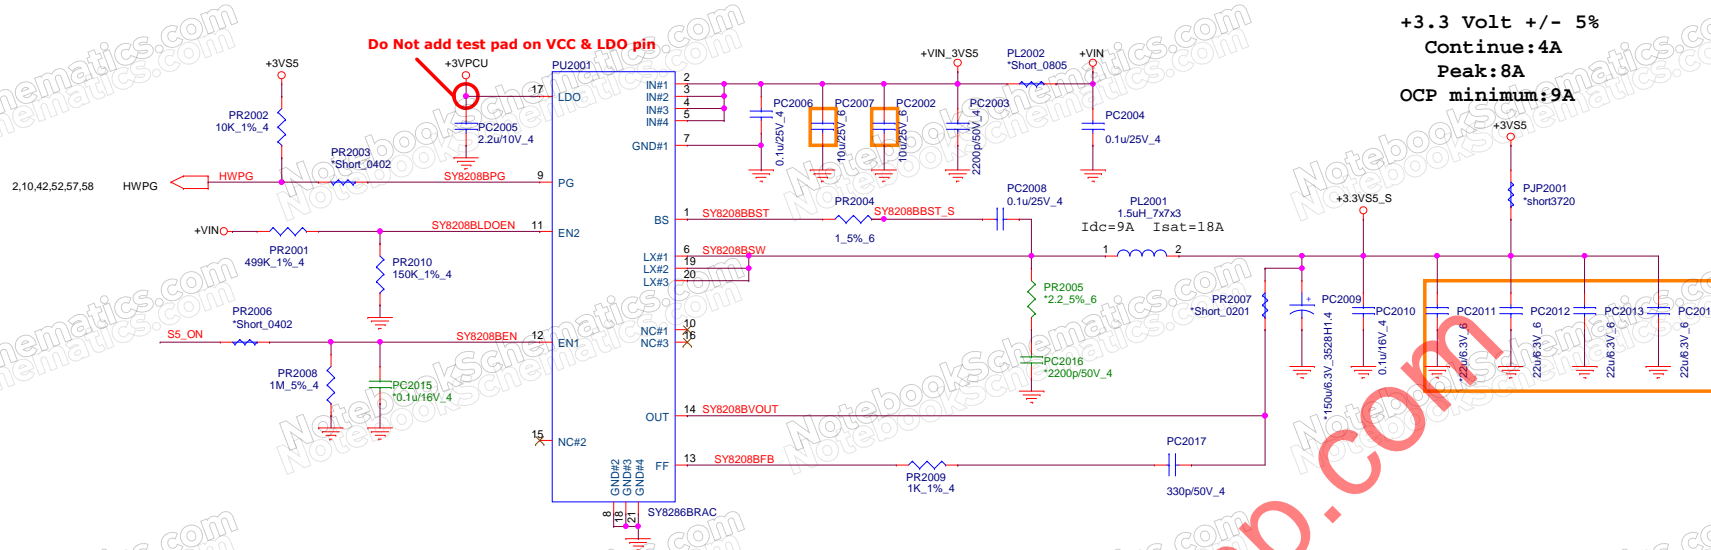 +3.3 Volt +/- 5%
Continue:4A
Peak:8A
OCP minimum:9A
Do Not add test pad on VCC & LDO pin
+3VS5
+3VPCU
PU2001
+VIN_3VS5
PL2002
*Short_0805
+VIN
+3VS5
17
LDO
PC2005
2.2u/10V_4
PR2002
10K_1%_4
2
IN#1
3
IN#2
4
IN#3
5
IN#4
7
GND#1
PC2006
0.1u/25V_4
PC2007
10u/25V_6
PC2002
10u/25V_6
PC2003
2200p/50V_4
PC2004
0.1u/25V_4
2,10,42,52,57,58
HWPG
HWPG
PR2003
*Short_0402
SY8208BPG
9
PG
PJP2001
*short3720
+3.3VS5_S
1
BS
SY8208BBST
PR2004
1_5%_6
SY8208BBST_S
PC2008
0.1u/25V_4
PL2001
1.5uH_7x7x3
Idc=9A Isat=18A
1
2
+VIN
PR2001
499K_1%_4
SY8208BLDOEN
11
EN2
PR2010
150K_1%_4
6
LX#1
19
LX#2
20
LX#3
SY8208BSW
PR2005
*2.2_5%_6
PC2016
*2200p/50V_4
PR2007
*Short_0201
PC2009
*150u/6.3V_3528H1.4
PC2010
0.1u/16V_4
PC2011
*22u/6.3V_6
PC2012
22u/6.3V_6
PC2013
22u/6.3V_6
PC201
22u/6.3V_6
S5_ON
PR2006
*Short_0402
SY8208BEN
12
EN1
10
NC#1
16
NC#3
PR2008
1M_5%_4
PC2015
*0.1u/16V_4
14
OUT
SY8208BVOUT
15
NC#2
13
FF
SY8208BFB
PR2009
1K_1%_4
PC2017
330p/50V_4
GND#2
GND#3
GND#4
8
18
21
SY8286BRAC
NotebookSchematics.com
p.com